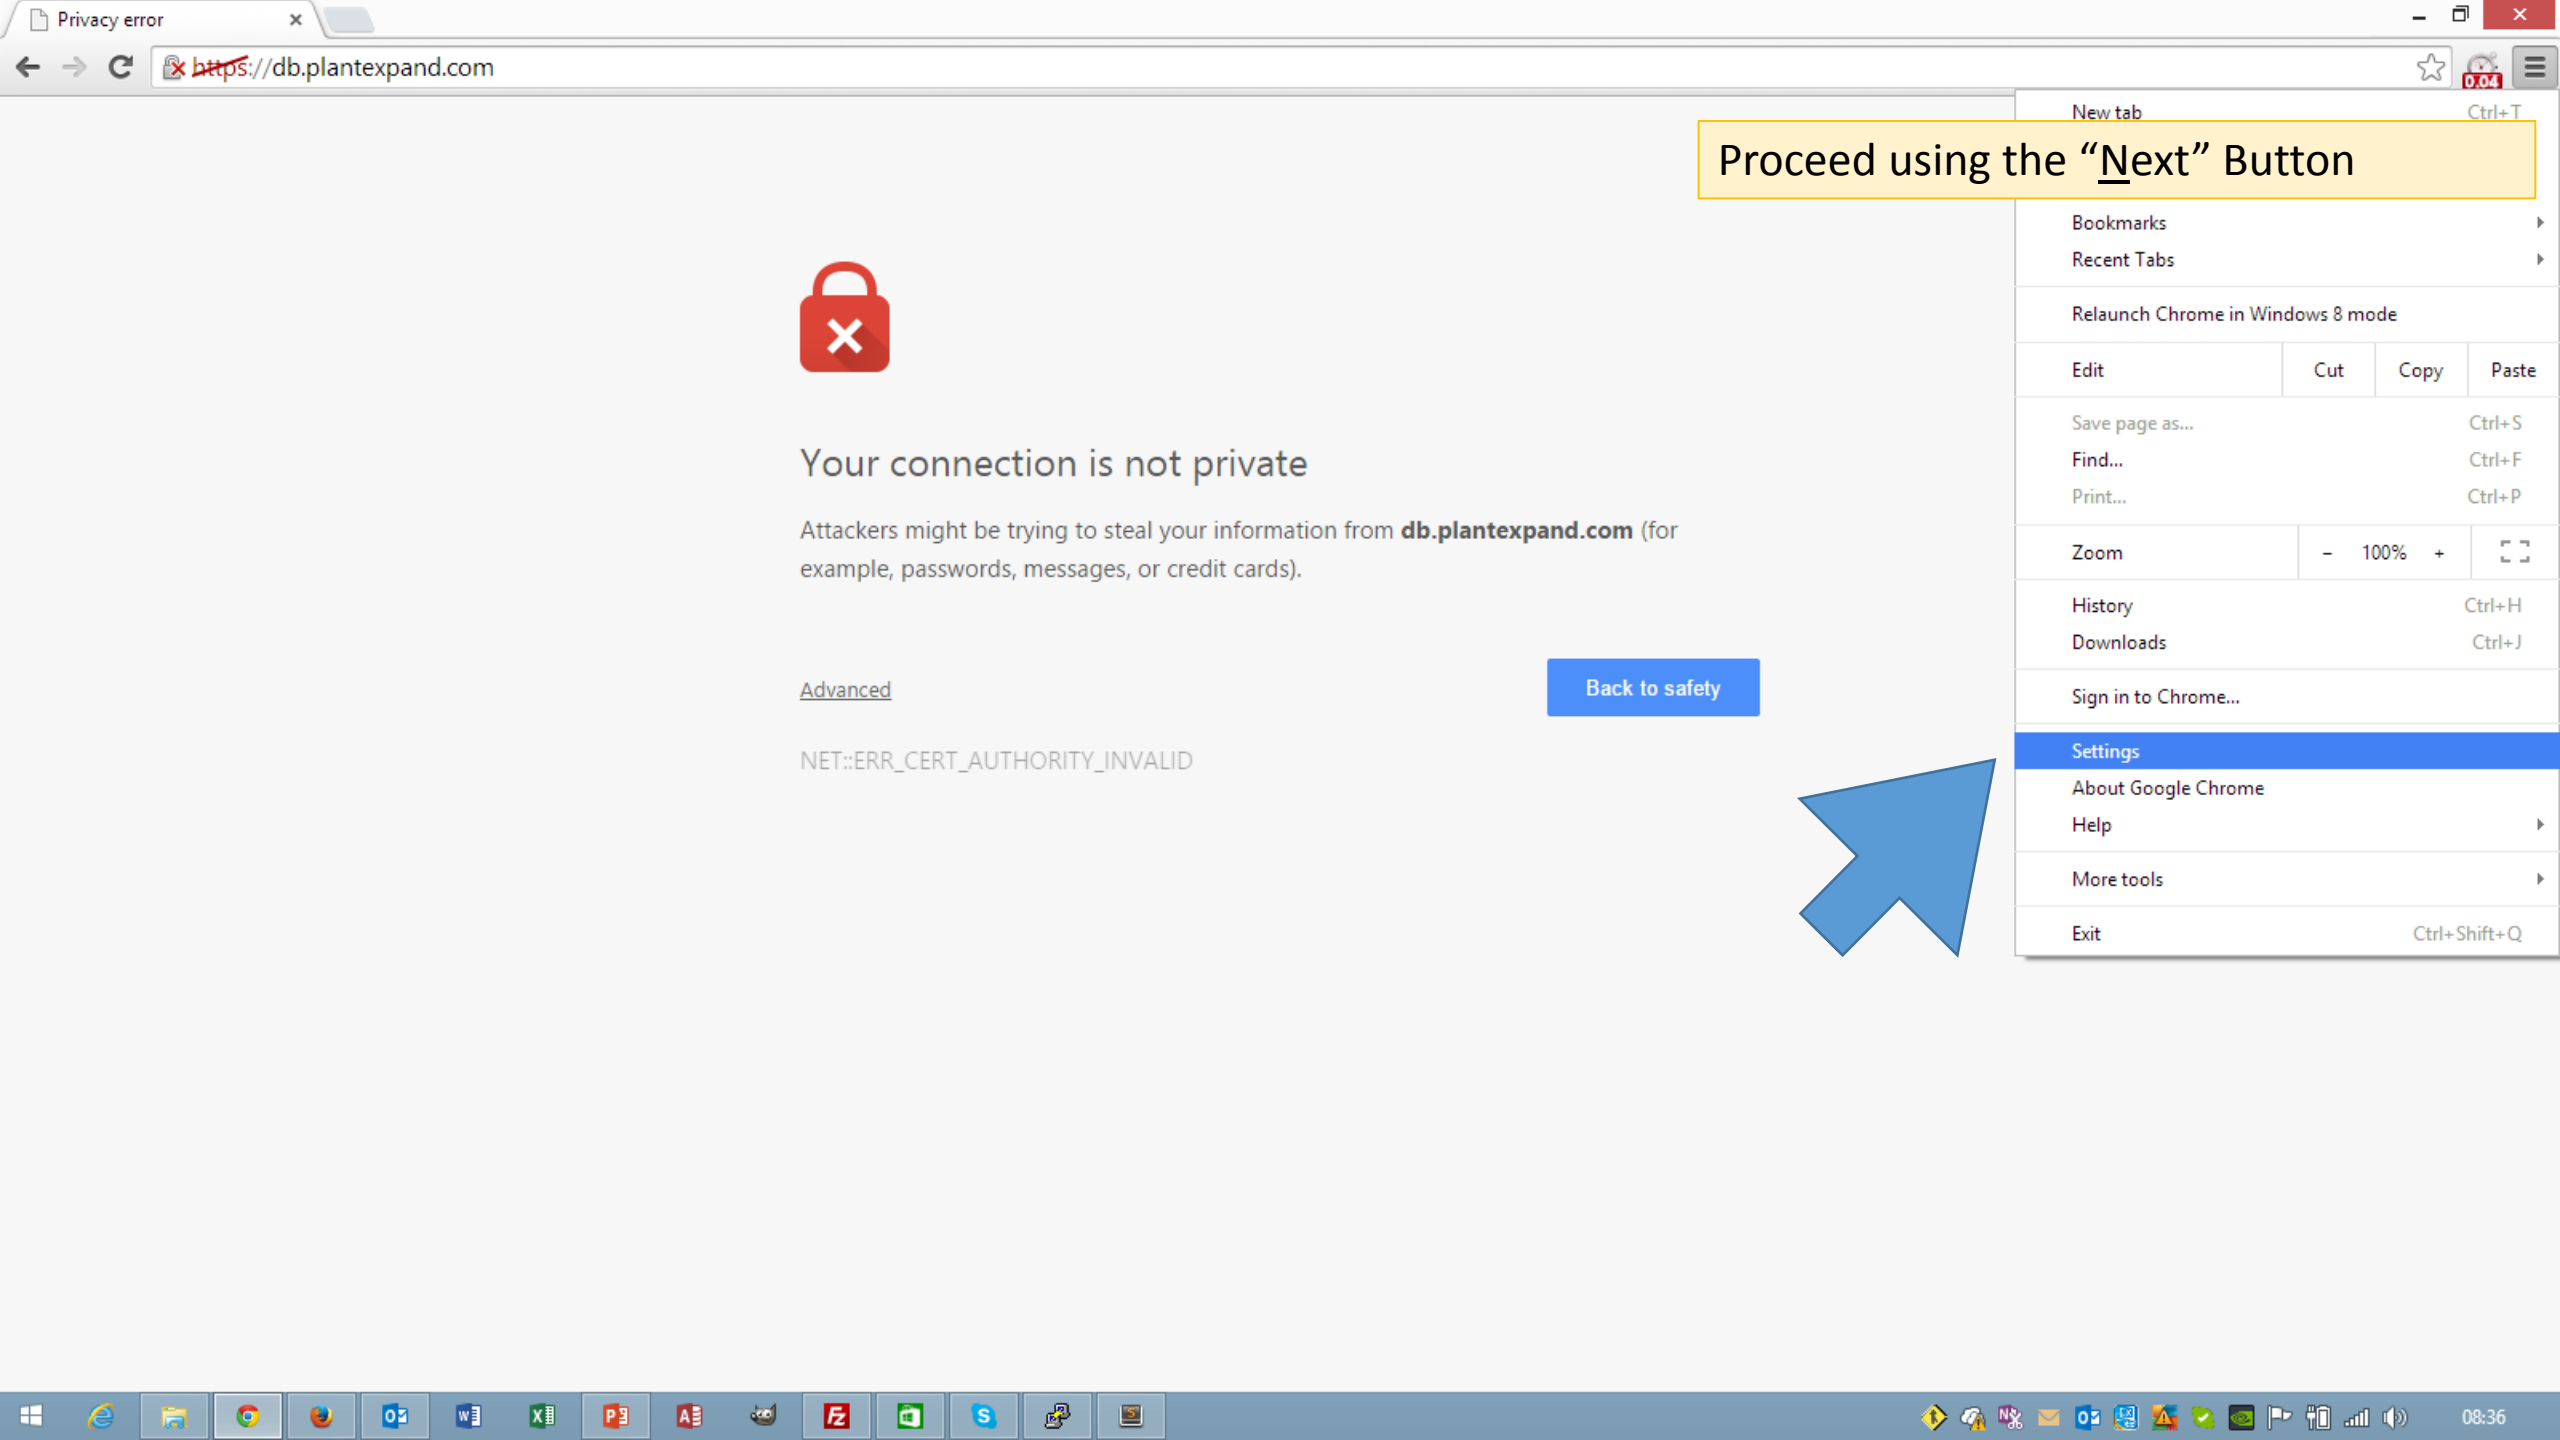 Privacy error
https://db.plantexpand.com
0.04
New tab Ctrl+T
Proceed using the “Next” Button
Bookmarks
Recent Tabs
Relaunch Chrome in Windows 8 mode
Edit Cut Copy Paste
Save page as... Ctrl+S
Find... Ctrl+F
Print... Ctrl+P
Zoom - 100% +
History Ctrl+H
Downloads Ctrl+J
Sign in to Chrome...
Settings
About Google Chrome
Help
More tools
Exit Ctrl+Shift+Q
Your connection is not private
Attackers might be trying to steal your information from db.plantexpand.com (for
example, passwords, messages, or credit cards).
Advanced
Back to safety
NET::ERR_CERT_AUTHORITY_INVALID
08:36